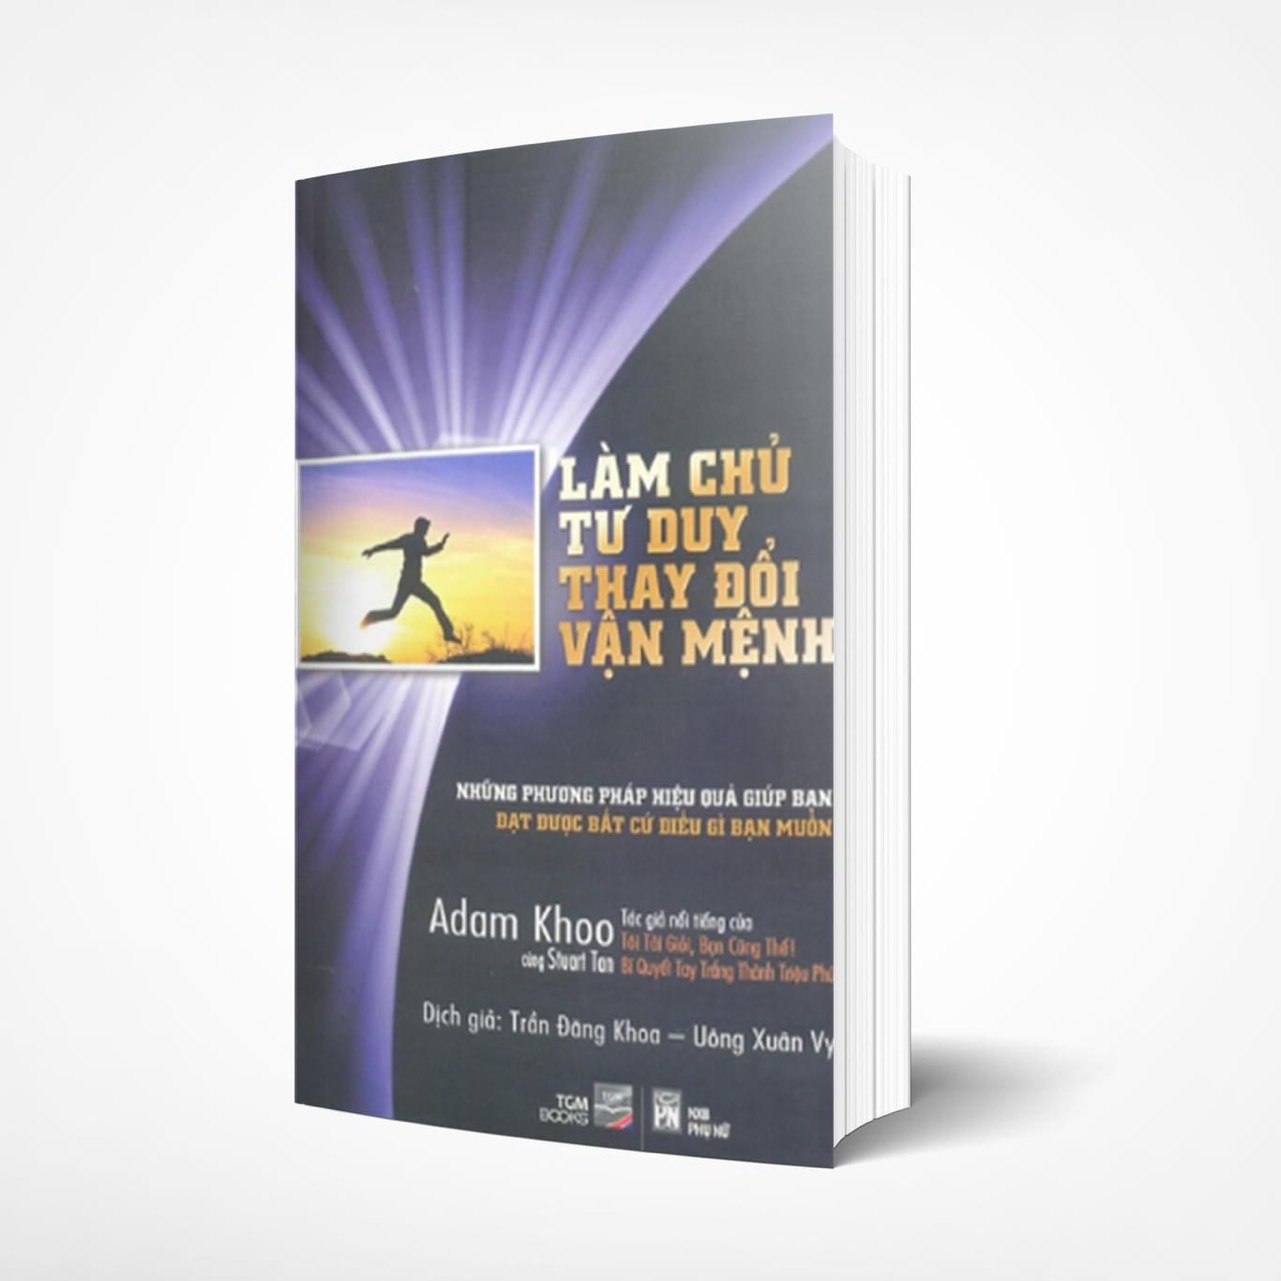 LÀM CHỦ
TƯ DUY
THAY ĐỔI
VẬN MỆNH
NHỮNG PHƯƠNG PHÁP HIỆU QUẢ GIÚP BẠN
ĐẠT ĐƯỢC BẤT CỨ ĐIỀU GÌ BẠN MUỐN
Adam Khoo
cùng Stuart Tan
Tác giả nổi tiếng của
Tôi Tài Giỏi, Bạn Cũng Thế!
Bí Quyết Tay Trắng Thành Triệu Phú
Dịch giả: Trần Đăng Khoa – Uông Xuân Vy
TGM
BOOKS
TGM
PN
NXB
PHỤ NỮ